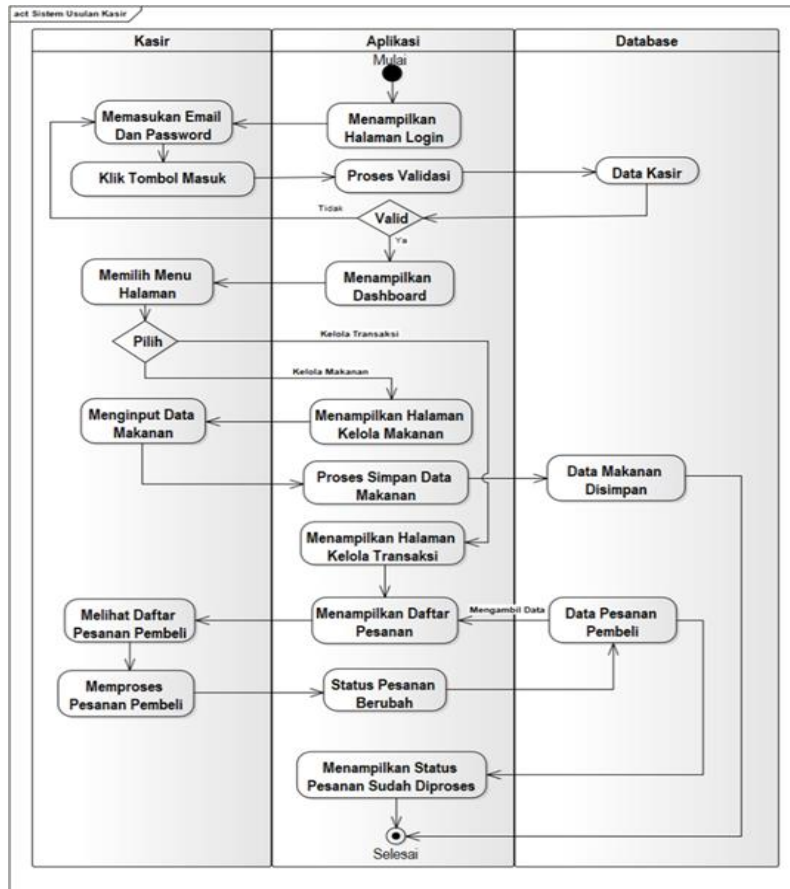 act Sistem Usulan Kasir
Kasir
Aplikasi
Database
Mulai
Memasukan Email
Dan Password
Menampilkan
Halaman Login
Klik Tombol Masuk
Proses Validasi
Data Kasir
Tidak
Valid
Ya
Memilih Menu
Halaman
Menampilkan
Dashboard
Pilih
Kelola Transaksi
Kelola Makanan
Menginput Data
Makanan
Menampilkan Halaman
Kelola Makanan
Proses Simpan Data
Makanan
Data Makanan
Disimpan
Menampilkan Halaman
Kelola Transaksi
Melihat Daftar
Pesanan Pembeli
Menampilkan Daftar
Pesanan
Mengambil Data
Data Pesanan
Pembeli
Memproses
Pesanan Pembeli
Status Pesanan
Berubah
Menampilkan Status
Pesanan Sudah Diproses
Selesai